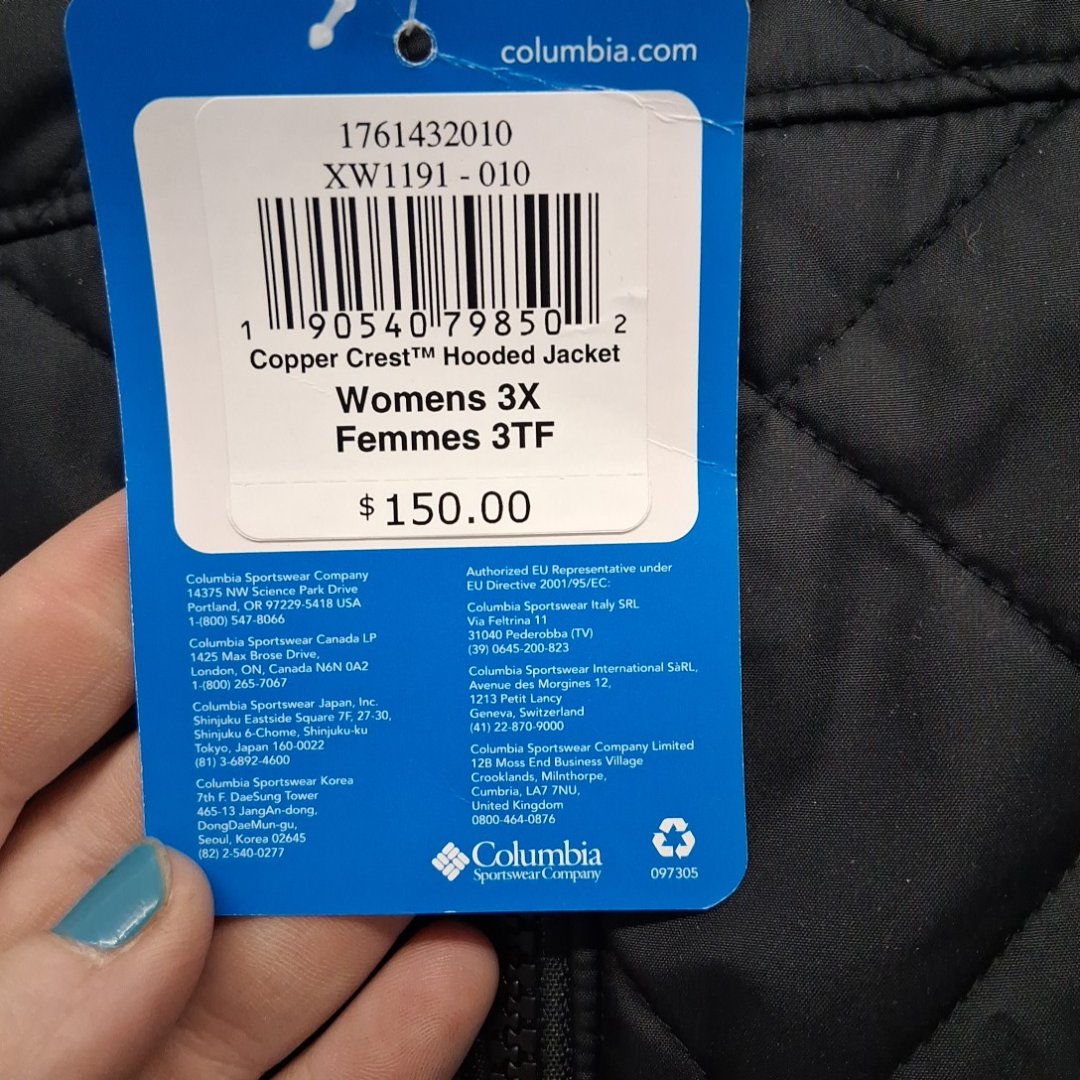 columbia.com
1761432010
XW1191 - 010
1 90540 79850 2
Copper Crest™ Hooded Jacket
Womens 3X
Femmes 3TF
$ 150.00
Columbia Sportswear Company
14375 NW Science Park Drive
Portland, OR 97229-5418 USA
1-(800) 547-8066
Columbia Sportswear Canada LP
1425 Max Brose Drive,
London, ON, Canada N6N 0A2
1-(800) 265-7067
Columbia Sportswear Japan, Inc.
Shinjuku Eastside Square 7F, 27-30,
Shinjuku 6-Chome, Shinjuku-ku
Tokyo, Japan 160-0022
(81) 3-6892-4600
Columbia Sportswear Korea
7th F. DaeSung Tower
465-13 JangAn-dong,
DongDaeMun-gu,
Seoul, Korea 02645
(82) 2-540-0277
Authorized EU Representative under
EU Directive 2001/95/EC:
Columbia Sportswear Italy SRL
Via Feltrina 11
31040 Pederobba (TV)
(39) 0645-200-823
Columbia Sportswear International SàRL,
Avenue des Morgines 12,
1213 Petit Lancy
Geneva, Switzerland
(41) 22-870-9000
Columbia Sportswear Company Limited
12B Moss End Business Village
Crooklands, Milnthorpe,
Cumbria, LA7 7NU,
United Kingdom
0800-464-0876
Columbia
Sportswear Company
097305